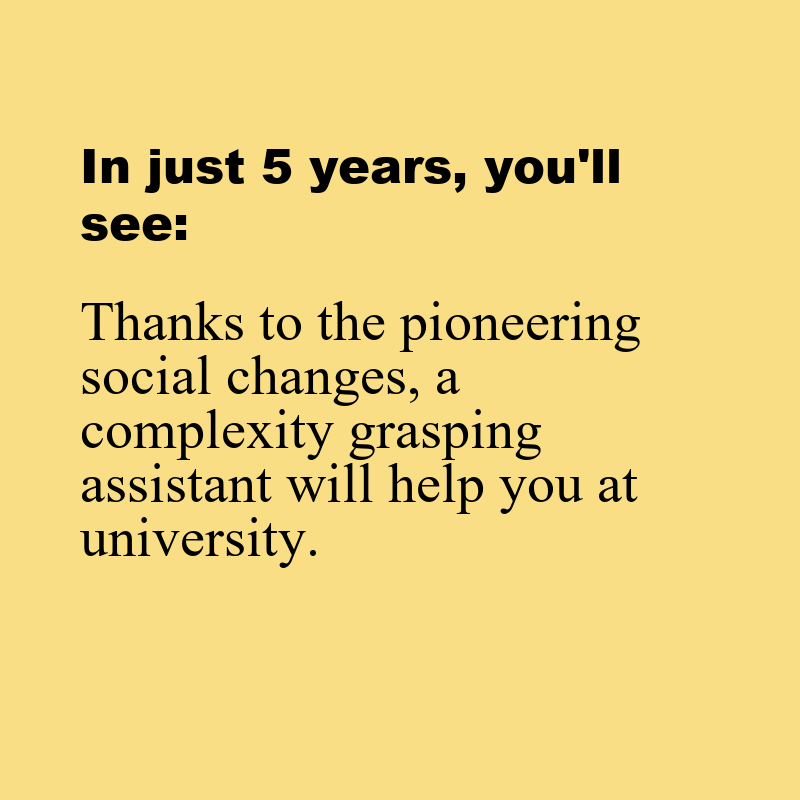 In just 5 years, you'll
see:
Thanks to the pioneering
social changes, a
complexity grasping
assistant will help you at
university.